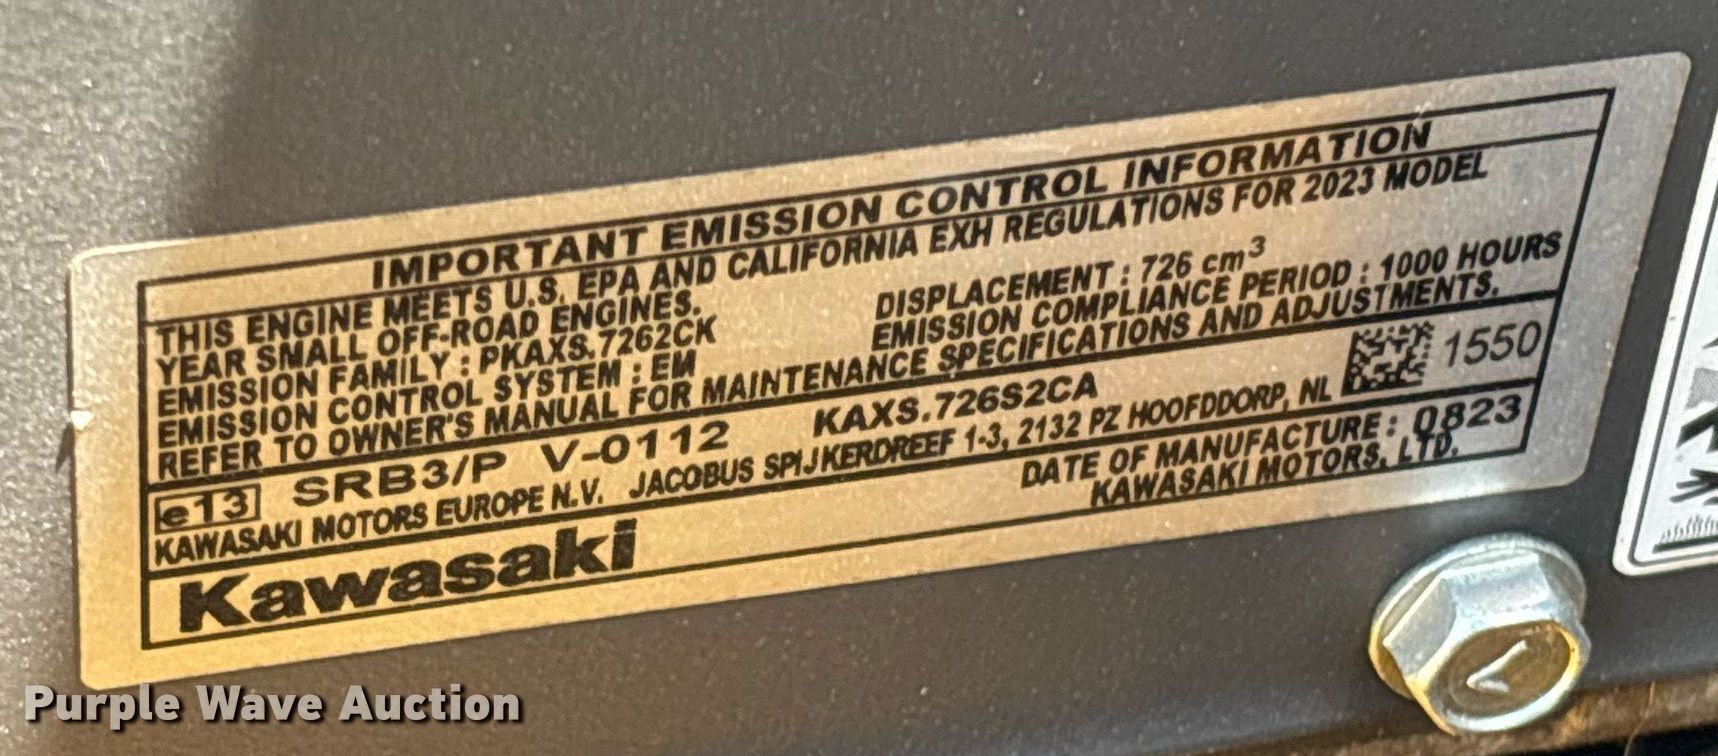 IMPORTANT EMISSION CONTROL INFORMATION
THIS ENGINE MEETS U.S. EPA AND CALIFORNIA EXH REGULATIONS FOR 2023 MODEL
YEAR SMALL OFF-ROAD ENGINES.
EMISSION FAMILY : PKAXS.7262CK DISPLACEMENT : 726 cm³
EMISSION CONTROL SYSTEM : EM EMISSION COMPLIANCE PERIOD : 1000 HOURS
REFER TO OWNER'S MANUAL FOR MAINTENANCE SPECIFICATIONS AND ADJUSTMENTS.
e13 SRB3/P V-0112 KAXS.726S2CA 1550
KAWASAKI MOTORS EUROPE N.V. JACOBUS SPIJKERDREEF 1-3, 2132 PZ HOOFDDORP, NL
DATE OF MANUFACTURE : 0823
Kawasaki KAWASAKI MOTORS, LTD.
Purple Wave Auction